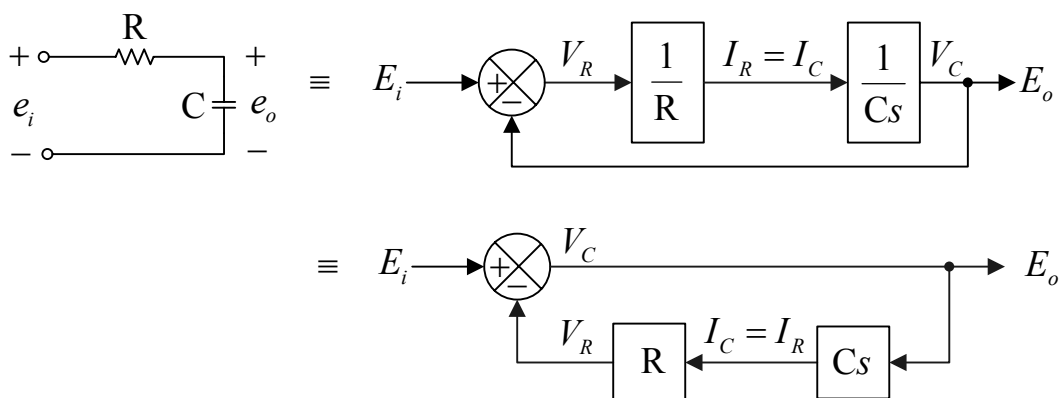 R
+ +
e_i C e_o
− −
≡ E_i + − V_R 1/R I_R = I_C 1/Cs V_C E_o
≡ E_i + − V_C E_o
V_R R I_C = I_R Cs